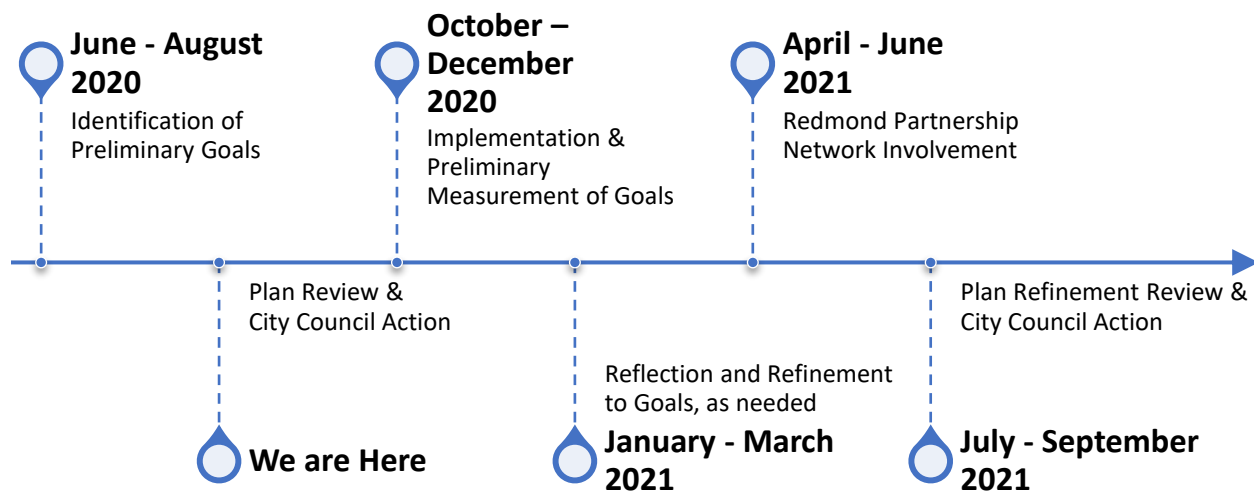 June - August
2020
Identification of
Preliminary Goals
Plan Review &
City Council Action
We are Here
October –
December
2020
Implementation &
Preliminary
Measurement of Goals
Reflection and Refinement
to Goals, as needed
January - March
2021
April - June
2021
Redmond Partnership
Network Involvement
Plan Refinement Review &
City Council Action
July - September
2021